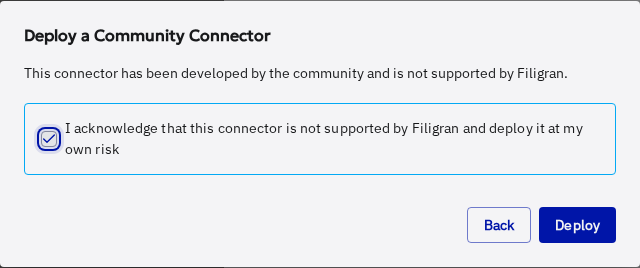 Deploy a Community Connector
This connector has been developed by the community and is not supported by Filigran.
I acknowledge that this connector is not supported by Filigran and deploy it at my
own risk
Back
Deploy